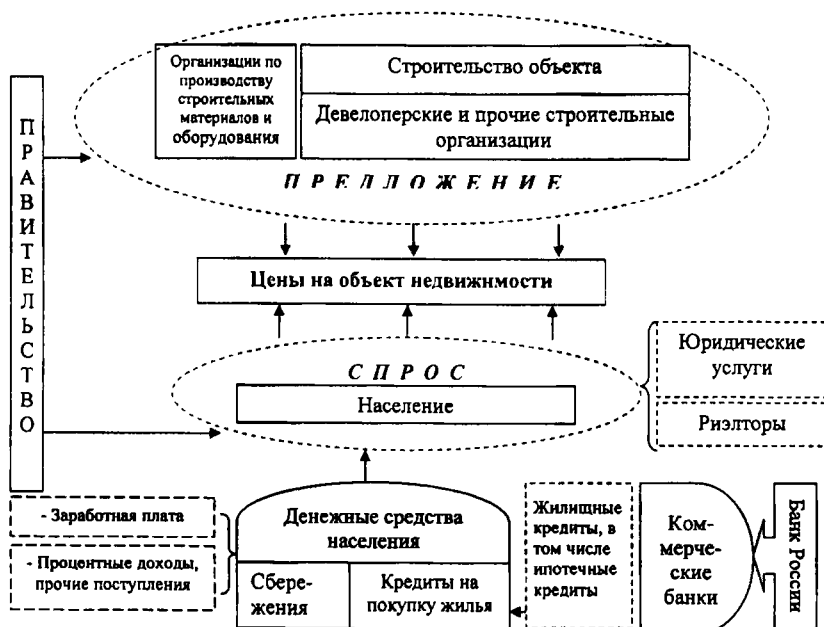 Организации по
производству
строительных
материалов и
оборудования
Строительство объекта
Девелоперские и прочие строительные
организации
ПРЕДЛОЖЕНИЕ
ПРАВИТЕЛЬСТВО
Цены на объект недвижимости
СПРОС
Население
Юридические
услуги
Риэлторы
- Заработная плата
- Процентные доходы,
прочие поступления
Денежные средства
населения
Сбере-
жения
Кредиты на
покупку жилья
Жилищные
кредиты, в
том числе
ипотечные
кредиты
Ком-
мерче-
ские
банки
Банк России